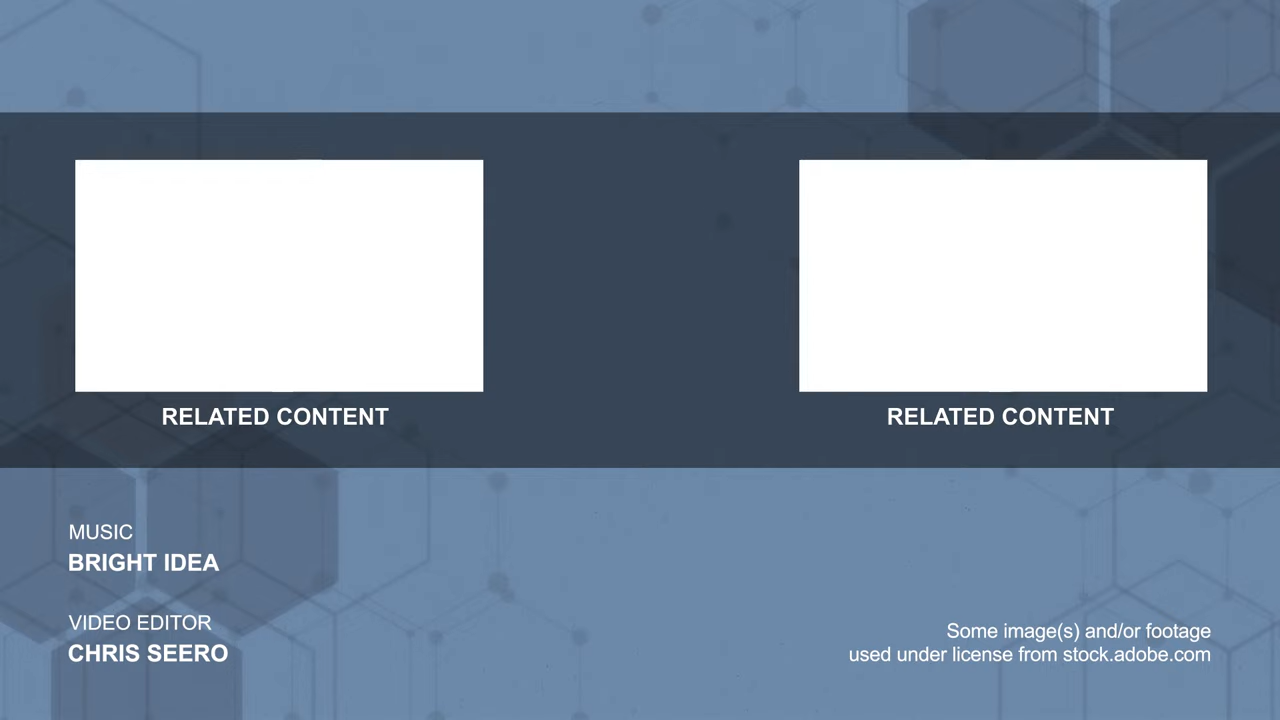 RELATED CONTENT
RELATED CONTENT
MUSIC
BRIGHT IDEA
VIDEO EDITOR
CHRIS SEERO
Some image(s) and/or footage
used under license from stock.adobe.com